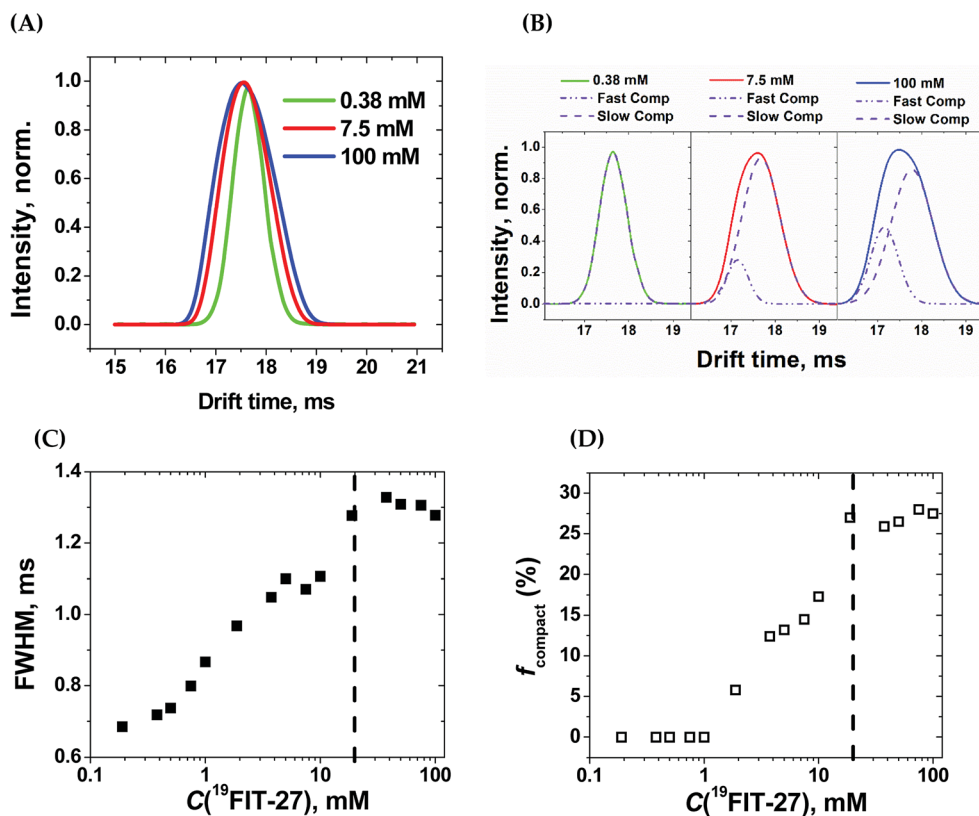 (A)
Intensity, norm.
1.0
0.8
0.6
0.4
0.2
0.0
0.38 mM
7.5 mM
100 mM
15 16 17 18 19 20 21
Drift time, ms
(B)
0.38 mM
Fast Comp
Slow Comp
7.5 mM
Fast Comp
Slow Comp
100 mM
Fast Comp
Slow Comp
Intensity, norm.
1.0
0.8
0.6
0.4
0.2
0.0
17 18 19 17 18 19 17 18 19
Drift time, ms
(C)
FWHM, ms
1.4
1.2
1.0
0.8
0.6
0.1 1 10 100
C(¹⁹FIT-27), mM
(D)
f compact (%)
30
25
20
15
10
5
0
0.1 1 10 100
C(¹⁹FIT-27), mM